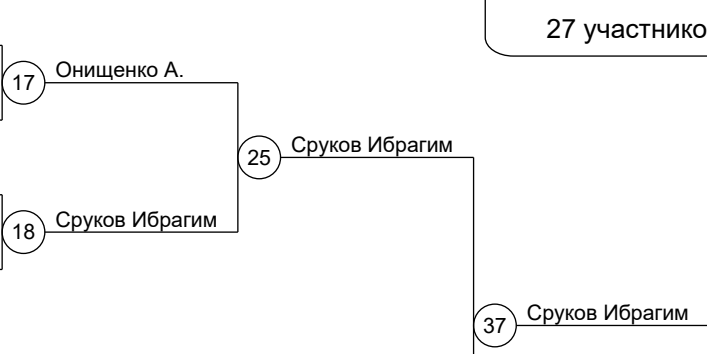 27 участнико
17 Онищенко А.
25 Сруков Ибрагим
18 Сруков Ибрагим
37 Сруков Ибрагим